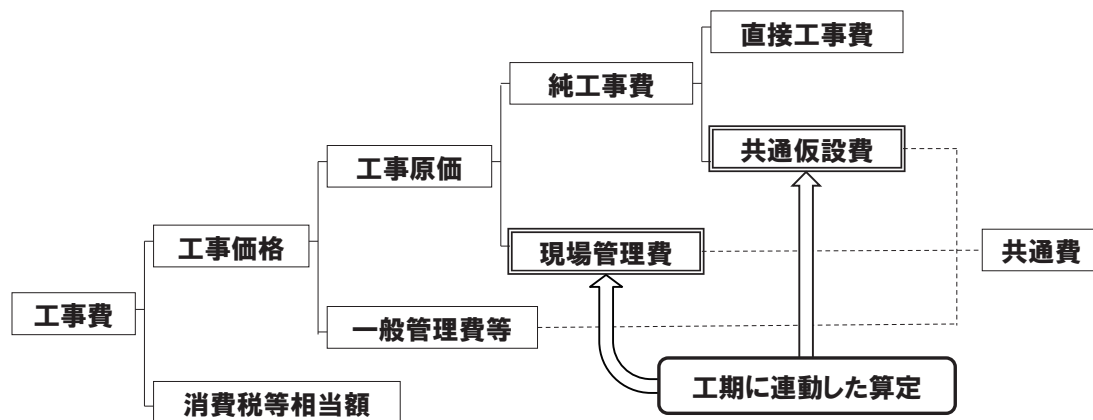 直接工事費
純工事費
共通仮設費
工事原価
工事価格
現場管理費
共通費
工事費
一般管理費等
工期に連動した算定
消費税等相当額